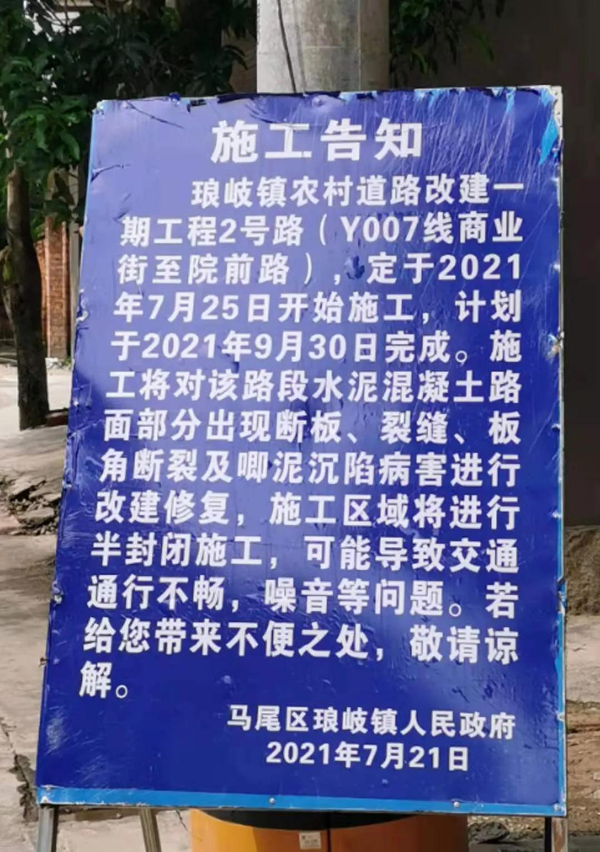 施工告知
琅岐镇农村道路改建一
期工程2号路（Y007线商业
街至院前路），定于2021
年7月25日开始施工，计划
于2021年9月30日完成。施
工将对该路段水泥混凝土路
面部分出现断板、裂缝、板
角断裂及唧泥沉陷病害进行
改建修复，施工区域将进行
半封闭施工，可能导致交通
通行不畅，噪音等问题。若
给您带来不便之处，敬请谅
解。
马尾区琅岐镇人民政府
2021年7月21日